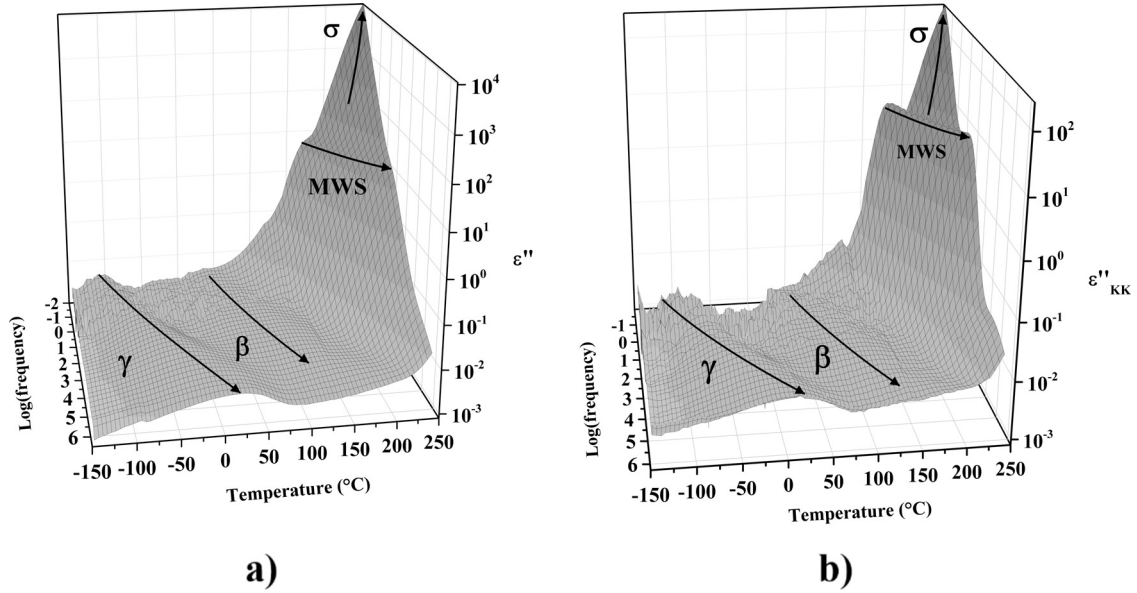 σ
MWS
γ
β
10⁴
10³
10²
10¹
10⁰
10⁻¹
10⁻²
10⁻³
ε"
-2
-1
0
1
2
3
4
5
6
Log(frequency)
-150 -100 -50 0 50 100 150 200 250
Temperature (°C)
a)
σ
MWS
γ
β
10²
10¹
10⁰
10⁻¹
10⁻²
10⁻³
ε"KK
-1
0
1
2
3
4
5
6
Log(frequency)
-150 -100 -50 0 50 100 150 200 250
Temperature (°C)
b)